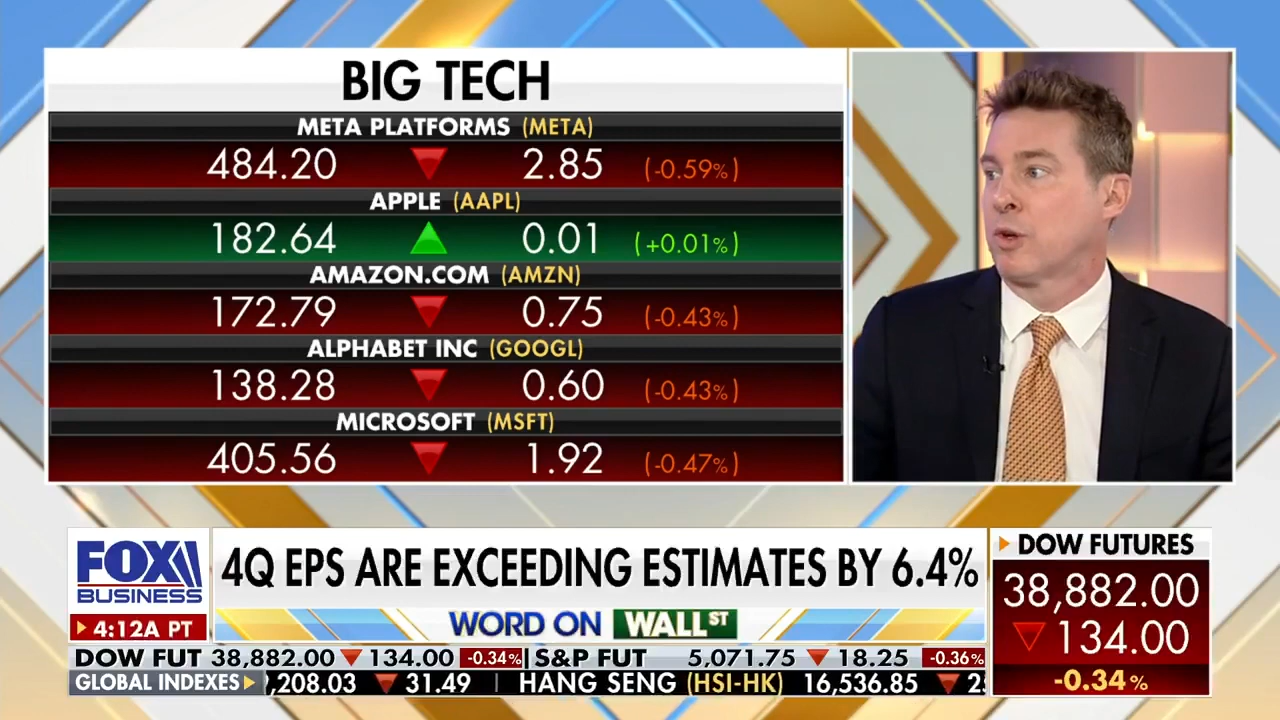 BIG TECH
META PLATFORMS (META)
484.20 ▼ 2.85 (-0.59%)
APPLE (AAPL)
182.64 ▲ 0.01 (+0.01%)
AMAZON.COM (AMZN)
172.79 ▼ 0.75 (-0.43%)
ALPHABET INC (GOOGL)
138.28 ▼ 0.60 (-0.43%)
MICROSOFT (MSFT)
405.56 ▼ 1.92 (-0.47%)
FOX BUSINESS
4:12A PT
4Q EPS ARE EXCEEDING ESTIMATES BY 6.4%
WORD ON WALL ST
DOW FUTURES
38,882.00
▼ 134.00
-0.34%
DOW FUT 38,882.00 ▼ 134.00 -0.34% S&P FUT 5,071.75 ▼ 18.25 -0.36%
GLOBAL INDEXES ,208.03 ▼ 31.49 | HANG SENG (HSI-HK) 16,536.85 ▼